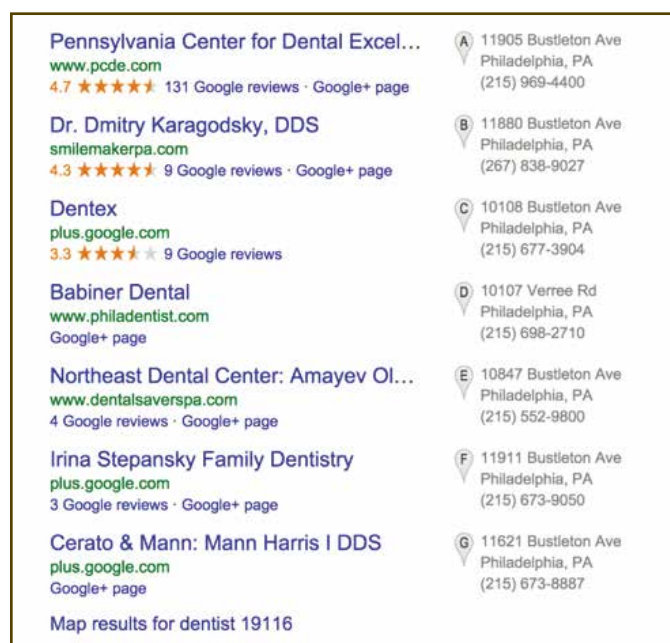 Pennsylvania Center for Dental Excel...
www.pcde.com
4.7 ★★★★★ 131 Google reviews · Google+ page
A 11905 Bustleton Ave
Philadelphia, PA
(215) 969-4400
Dr. Dmitry Karagodsky, DDS
smilemakerpa.com
4.3 ★★★★★ 9 Google reviews · Google+ page
B 11880 Bustleton Ave
Philadelphia, PA
(267) 838-9027
Dentex
plus.google.com
3.3 ★★★★★ 9 Google reviews
C 10108 Bustleton Ave
Philadelphia, PA
(215) 677-3904
Babiner Dental
www.philadentist.com
Google+ page
D 10107 Verree Rd
Philadelphia, PA
(215) 698-2710
Northeast Dental Center: Amayev Ol...
www.dentalsaverspa.com
4 Google reviews · Google+ page
E 10847 Bustleton Ave
Philadelphia, PA
(215) 552-9800
Irina Stepansky Family Dentistry
plus.google.com
3 Google reviews · Google+ page
F 11911 Bustleton Ave
Philadelphia, PA
(215) 673-9050
Cerato & Mann: Mann Harris I DDS
plus.google.com
Google+ page
G 11621 Bustleton Ave
Philadelphia, PA
(215) 673-8887
Map results for dentist 19116